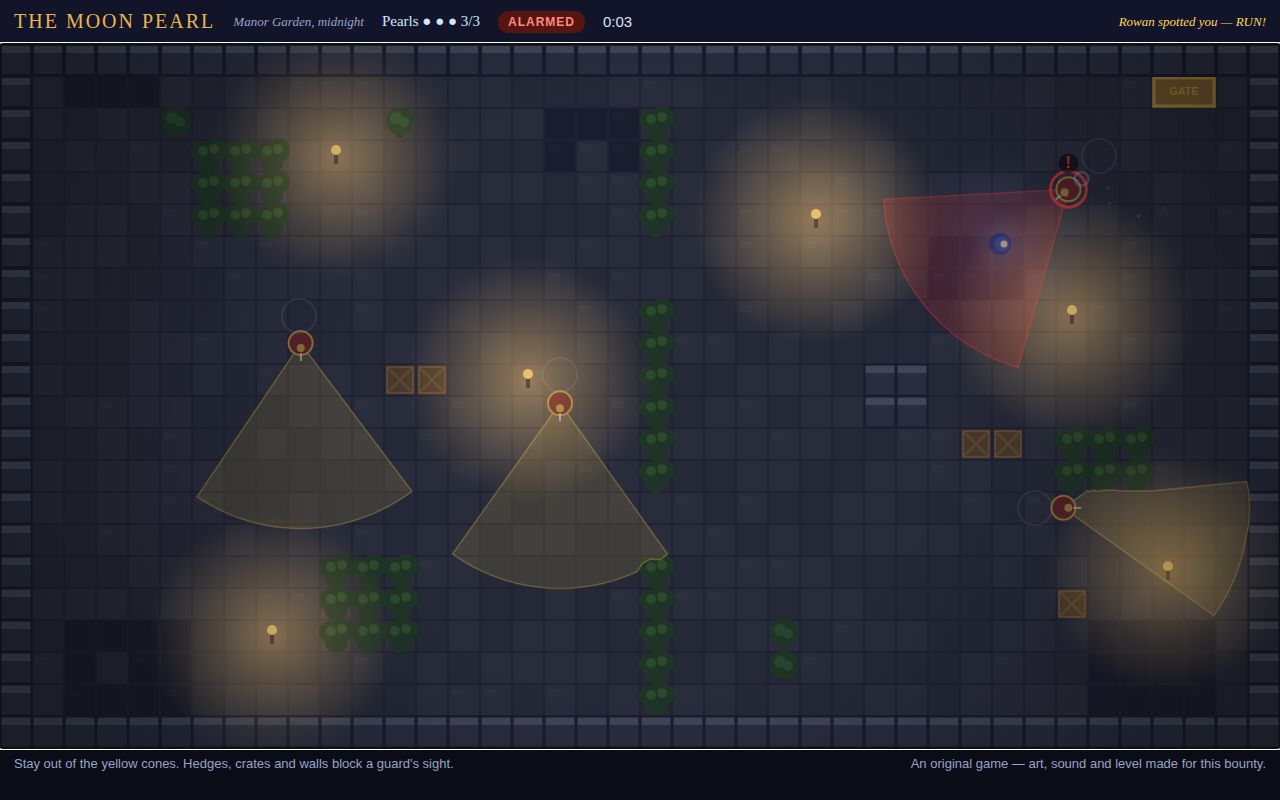 THE MOON PEARL Manor Garden, midnight Pearls ● ● ● 3/3 ALARMED 0:03 Rowan spotted you — RUN!
GATE
!
Stay out of the yellow cones. Hedges, crates and walls block a guard's sight. An original game — art, sound and level made for this bounty.